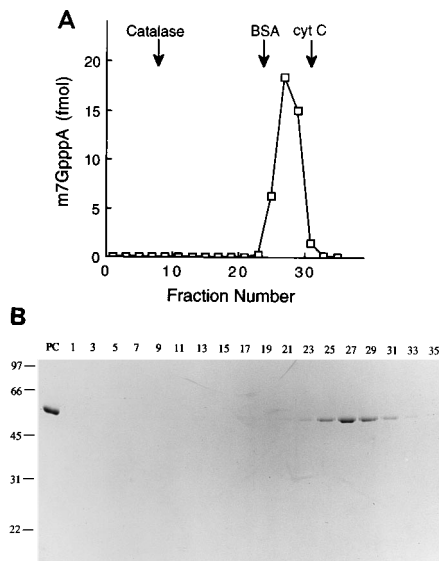 A
Catalase BSA cyt C
20
15
10
5
0
0 10 20 30
m7GpppA (fmol)
Fraction Number
B
PC 1 3 5 7 9 11 13 15 17 19 21 23 25 27 29 31 33 35
97
66
45
31
22